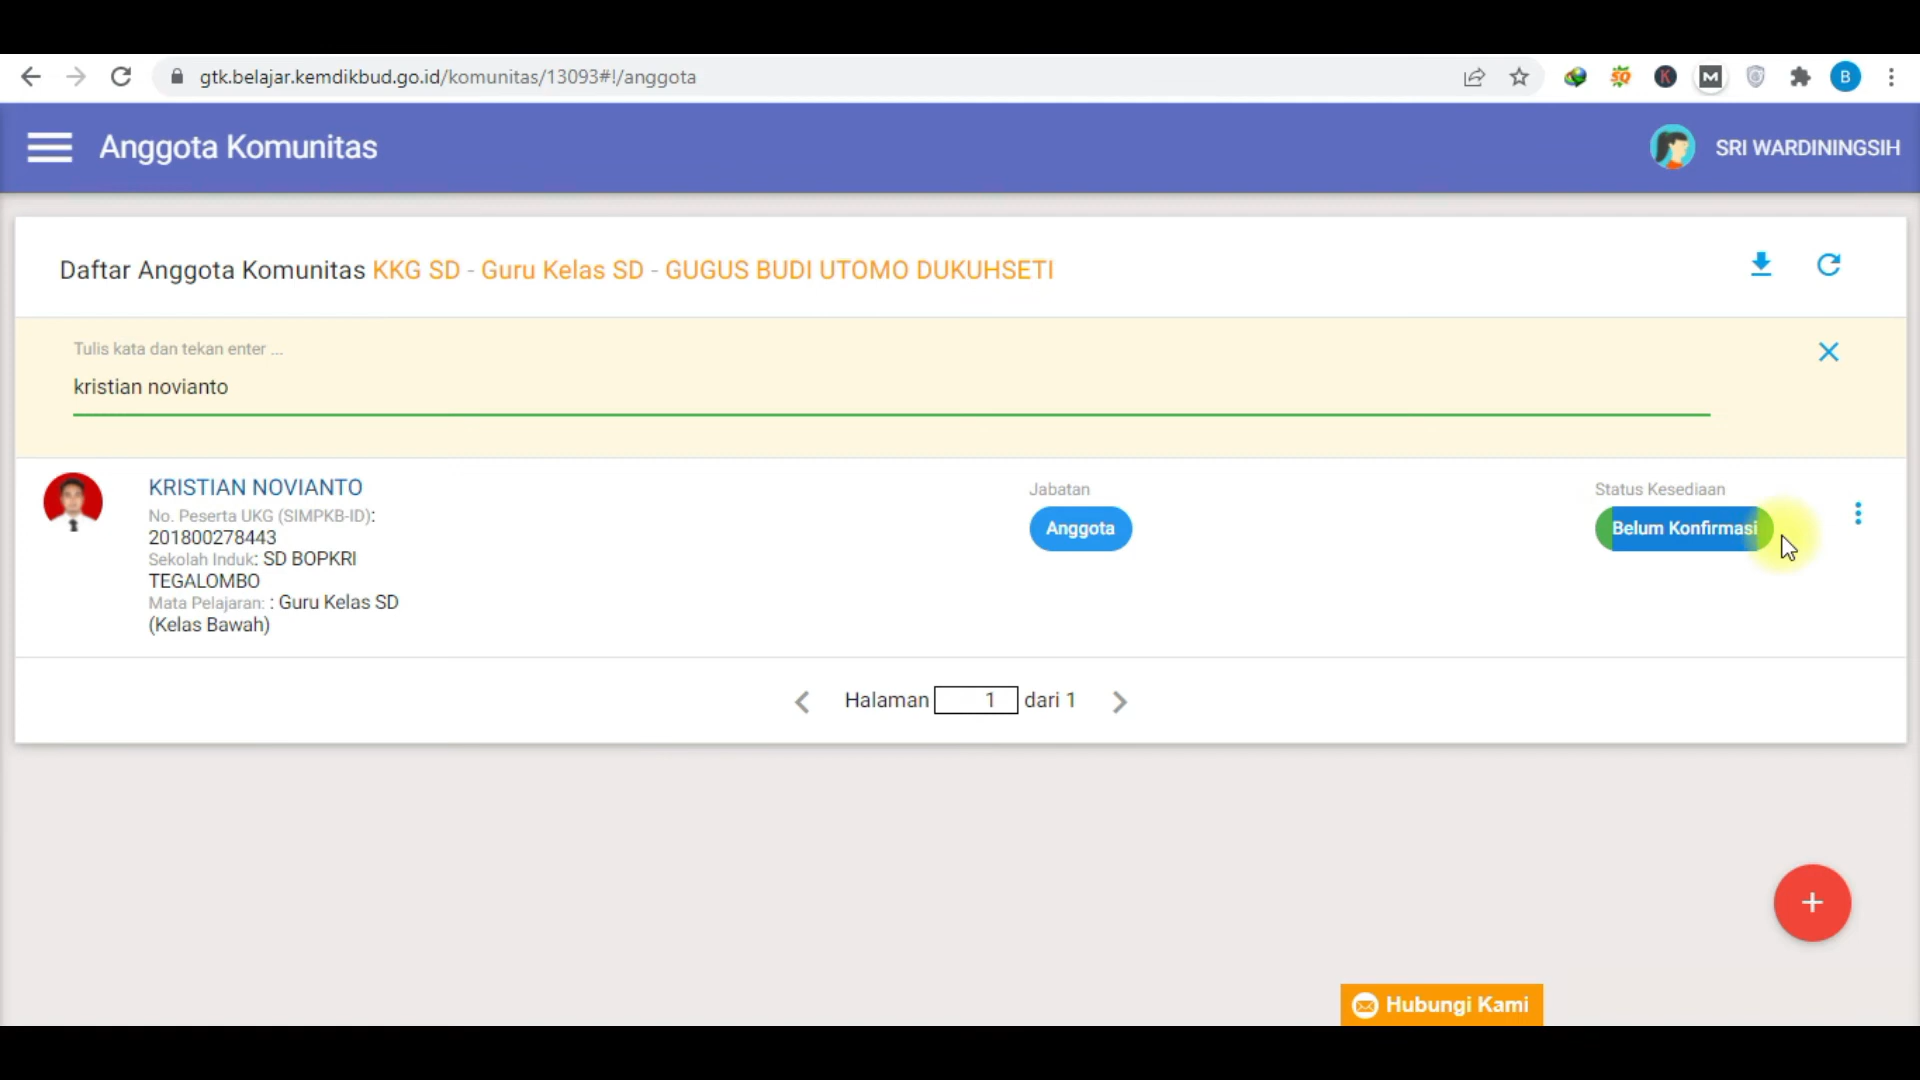 gtk.belajar.kemdikbud.go.id/komunitas/13093#!/anggota
SQ
K
M
B
Anggota Komunitas
SRI WARDININGSIH
Daftar Anggota Komunitas KKG SD - Guru Kelas SD - GUGUS BUDI UTOMO DUKUHSETI
Tulis kata dan tekan enter ...
kristian novianto
KRISTIAN NOVIANTO
No. Peserta UKG (SIMPKB-ID):
201800278443
Sekolah Induk: SD BOPKRI
TEGALOMBO
Mata Pelajaran: : Guru Kelas SD
(Kelas Bawah)
Jabatan
Anggota
Status Kesediaan
Belum Konfirmasi
Halaman 1 dari 1
+
Hubungi Kami